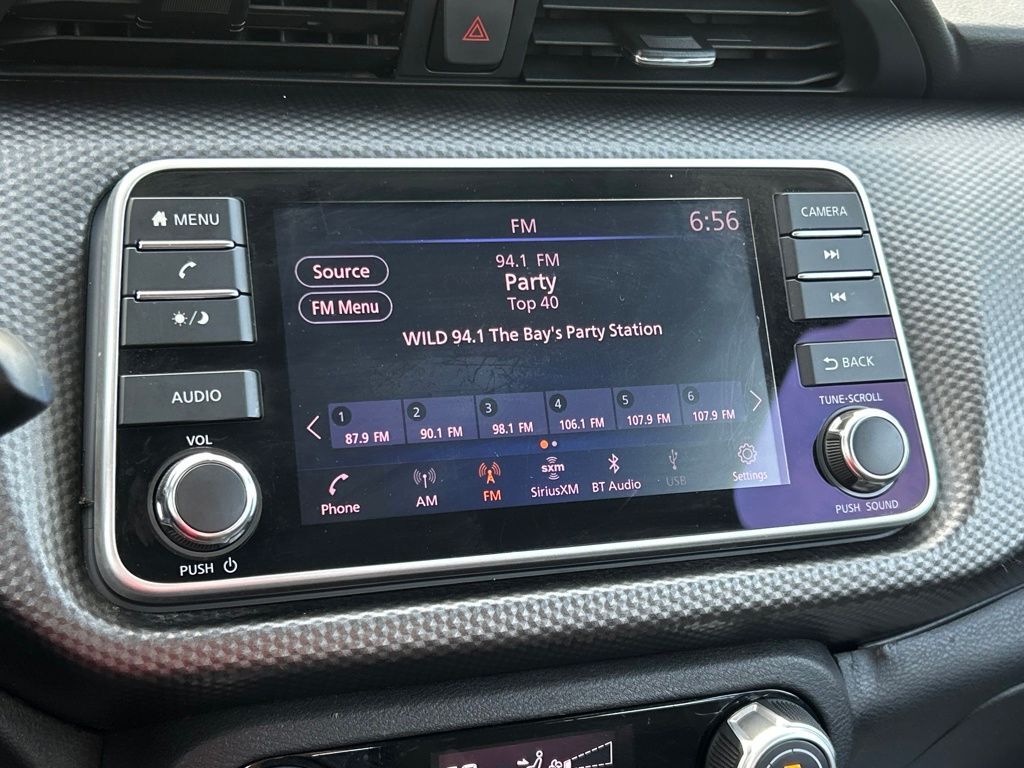 MENU
AUDIO
VOL
PUSH
FM
6:56
Source
FM Menu
94.1 FM
Party
Top 40
WILD 94.1 The Bay's Party Station
1 87.9 FM
2 90.1 FM
3 98.1 FM
4 106.1 FM
5 107.9 FM
6 107.9 FM
Phone
AM
A FM
sxm SiriusXM
BT Audio
USB
Settings
CAMERA
BACK
TUNE·SCROLL
PUSH SOUND